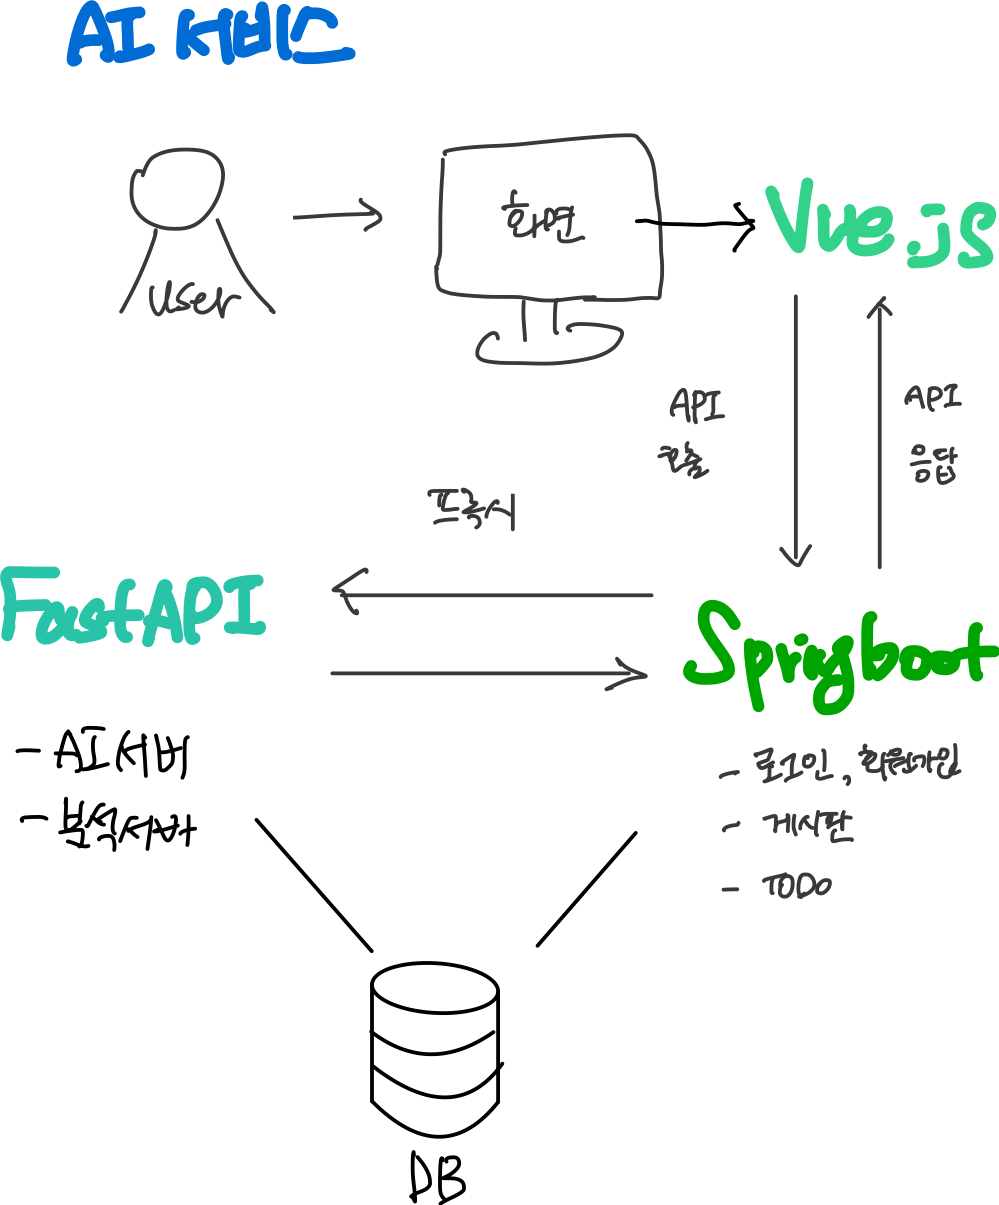 AI 서비스
user
화면
Vue.js
API
호출
API
응답
프록시
FastAPI
Springboot
- AI 서버
- 분석서버
- 로그인, 회원가입
- 게시판
- TODO
DB